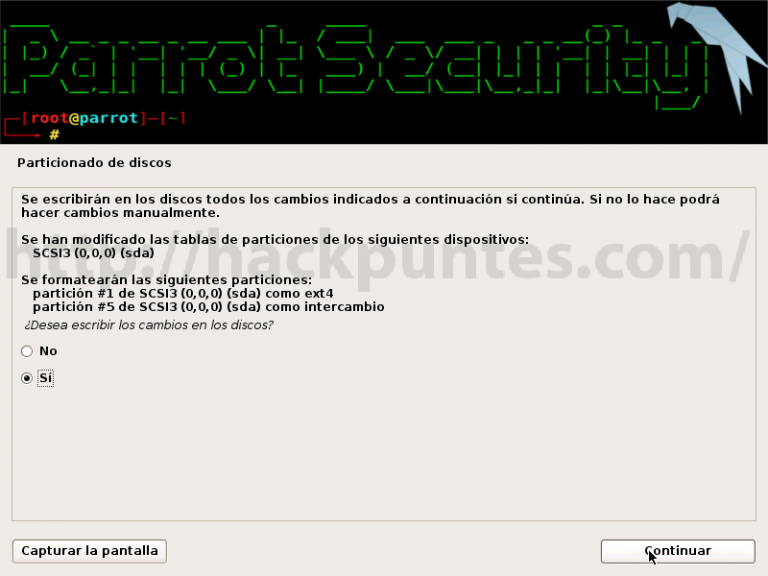 Parrot Security
[root@parrot]─[~]
#
Particionado de discos
Se escribirán en los discos todos los cambios indicados a continuación si continúa. Si no lo hace podrá
hacer cambios manualmente.
Se han modificado las tablas de particiones de los siguientes dispositivos:
SCSI3 (0,0,0) (sda)
http://hackpuntes.com/
Se formatearán las siguientes particiones:
partición #1 de SCSI3 (0,0,0) (sda) como ext4
partición #5 de SCSI3 (0,0,0) (sda) como intercambio
¿Desea escribir los cambios en los discos?
No
Sí
Capturar la pantalla
Continuar